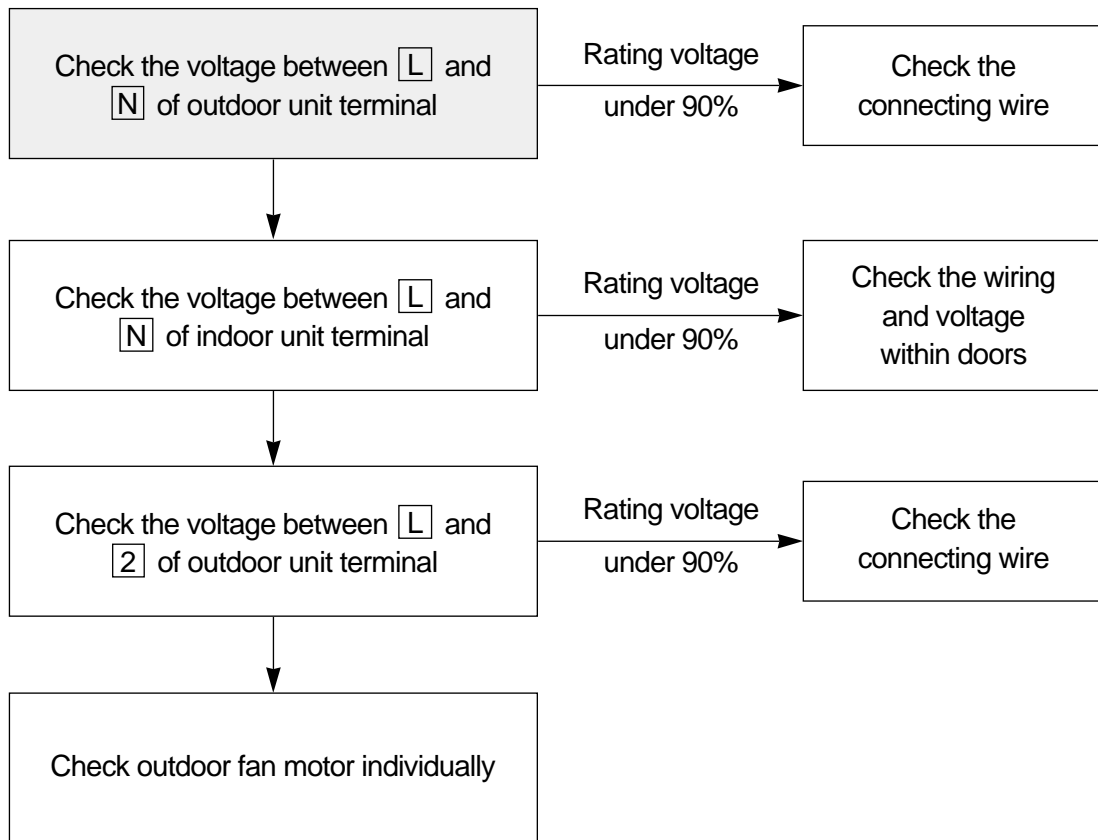 Check the voltage between L and
N of outdoor unit terminal
Rating voltage
under 90%
Check the
connecting wire
Check the voltage between L and
N of indoor unit terminal
Rating voltage
under 90%
Check the wiring
and voltage
within doors
Check the voltage between L and
2 of outdoor unit terminal
Rating voltage
under 90%
Check the
connecting wire
Check outdoor fan motor individually